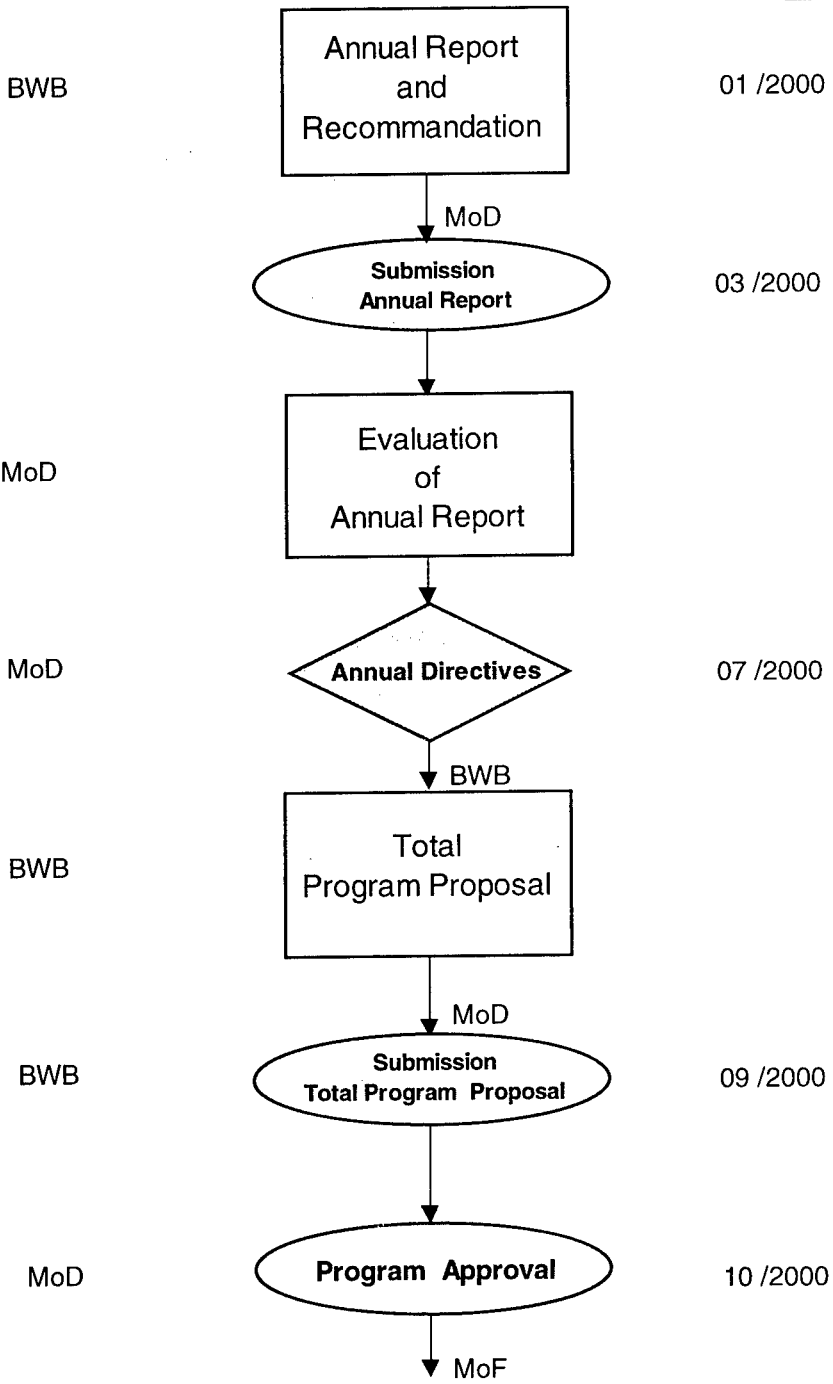 BWB
Annual Report
and
Recommandation
01 /2000
MoD
Submission
Annual Report
03 /2000
MoD
Evaluation
of
Annual Report
MoD
Annual Directives
07 /2000
BWB
BWB
Total
Program Proposal
MoD
BWB
Submission
Total Program Proposal
09 /2000
MoD
Program Approval
10 /2000
MoF